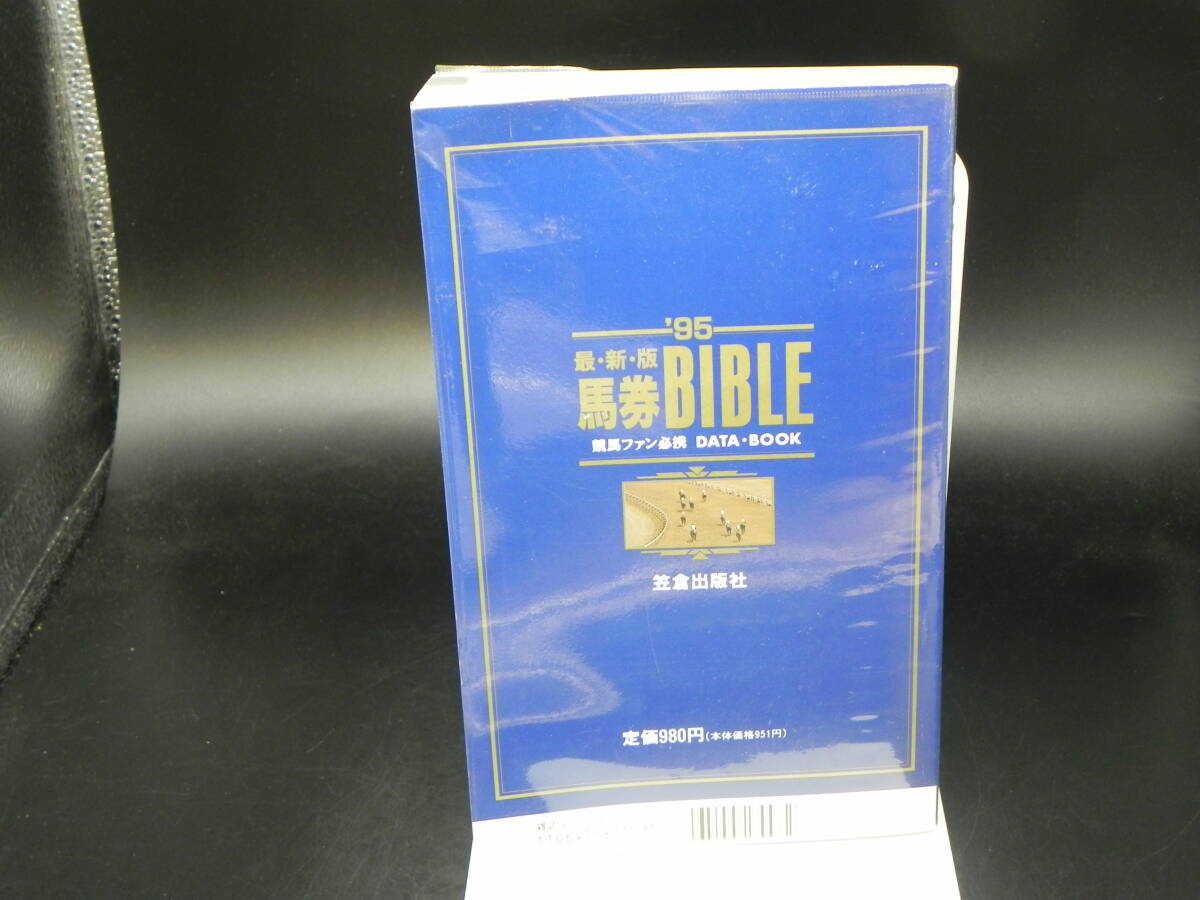 '95
最・新・版
馬券BIBLE
競馬ファン必携 DATA・BOOK
笠倉出版社
定価980円(本体価格951円)